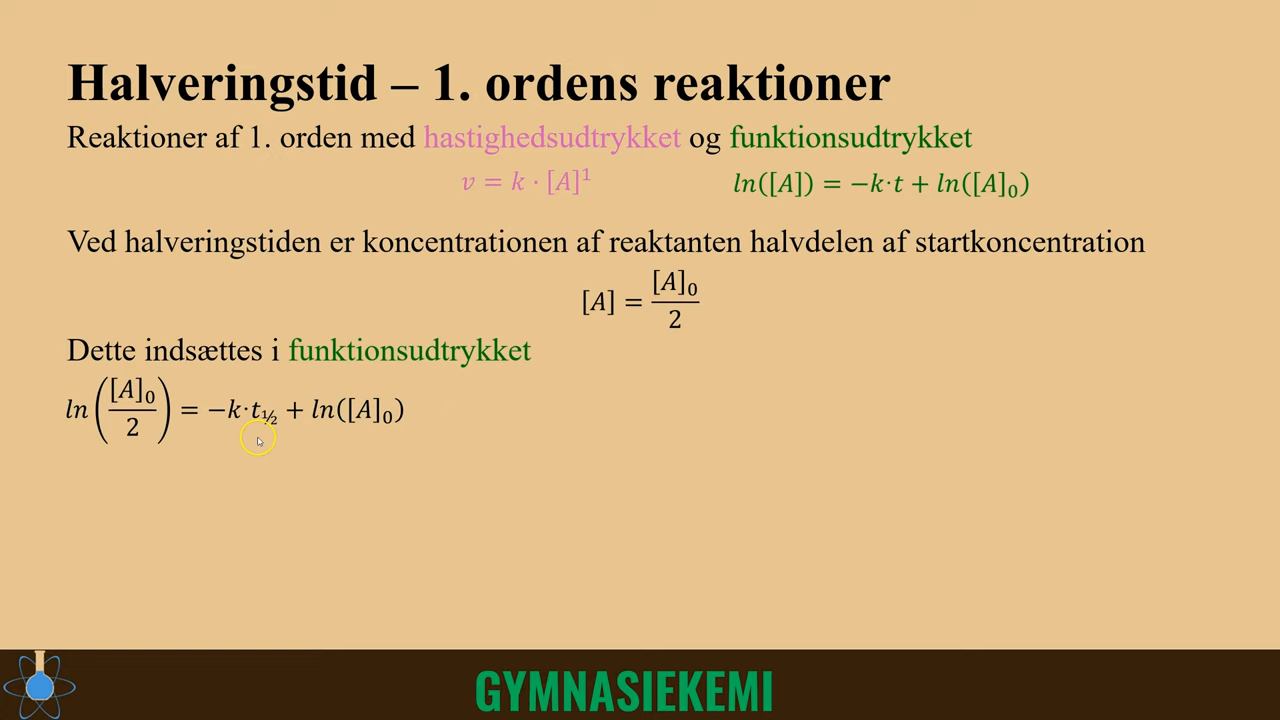 Halveringstid – 1. ordens reaktioner
Reaktioner af 1. orden med hastighedsudtrykket og funktionsudtrykket
v = k · [A]¹ ln([A]) = −k·t + ln([A]₀)
Ved halveringstiden er koncentrationen af reaktanten halvdelen af startkoncentration
[A] = [A]₀/2
Dette indsættes i funktionsudtrykket
ln([A]₀/2) = −k·t½ + ln([A]₀)
GYMNASIEKEMI